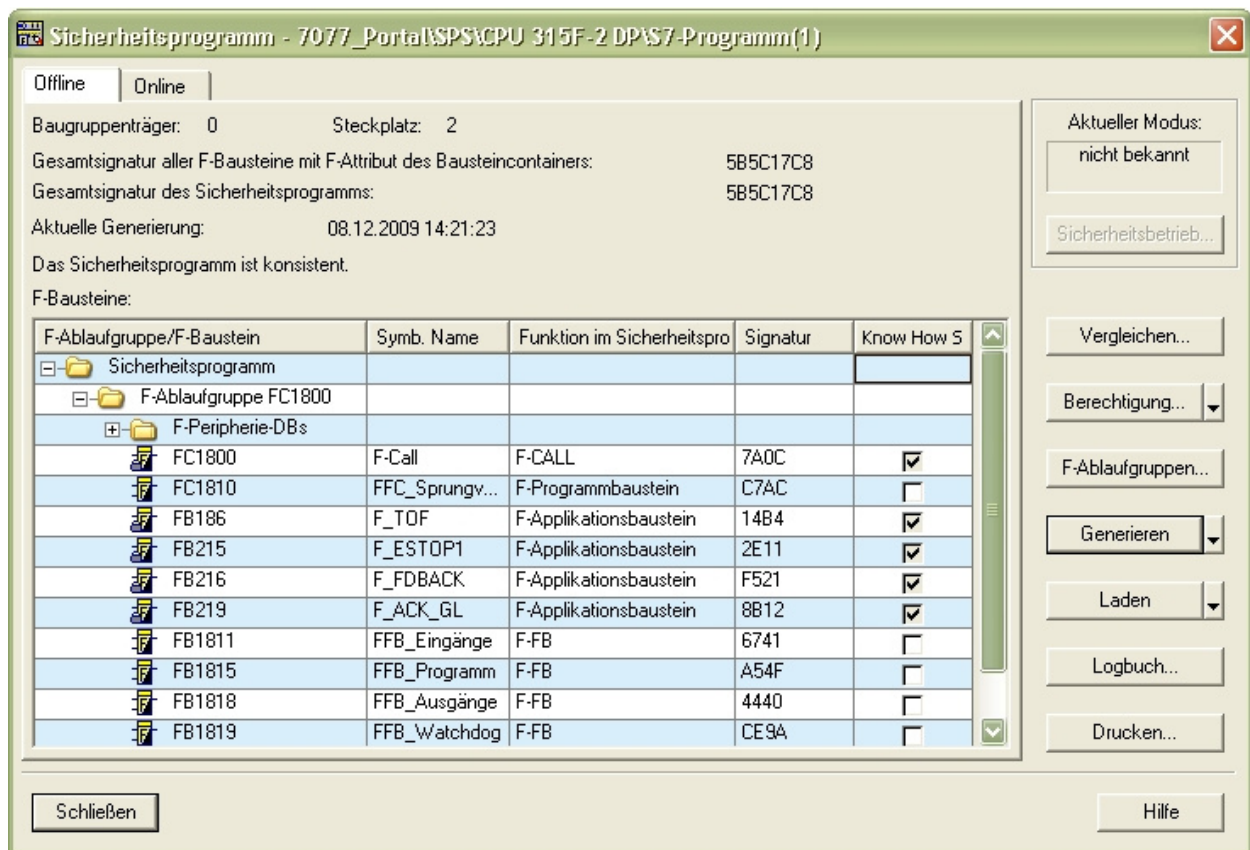 Sicherheitsprogramm - 7077_Portal\SPS\CPU 315F-2 DP\S7-Programm(1)
Offline Online
Baugruppenträger: 0 Steckplatz: 2
Gesamtsignatur aller F-Bausteine mit F-Attribut des Bausteincontainers: 5B5C17C8
Gesamtsignatur des Sicherheitsprogramms: 5B5C17C8
Aktuelle Generierung: 08.12.2009 14:21:23
Das Sicherheitsprogramm ist konsistent.
F-Bausteine:
F-Ablaufgruppe/F-Baustein Symb. Name Funktion im Sicherheitspro Signatur Know How S
Sicherheitsprogramm
F-Ablaufgruppe FC1800
F-Peripherie-DBs
FC1800 F-Call F-CALL 7A0C
FC1810 FFC_Sprungv... F-Programmbaustein C7AC
FB186 F_TOF F-Applikationsbaustein 14B4
FB215 F_ESTOP1 F-Applikationsbaustein 2E11
FB216 F_FDBACK F-Applikationsbaustein F521
FB219 F_ACK_GL F-Applikationsbaustein 8B12
FB1811 FFB_Eingänge F-FB 6741
FB1815 FFB_Programm F-FB A54F
FB1818 FFB_Ausgänge F-FB 4440
FB1819 FFB_Watchdog F-FB CE9A
Aktueller Modus:
nicht bekannt
Sicherheitsbetrieb...
Vergleichen...
Berechtigung...
F-Ablaufgruppen...
Generieren
Laden
Logbuch...
Drucken...
Schließen Hilfe